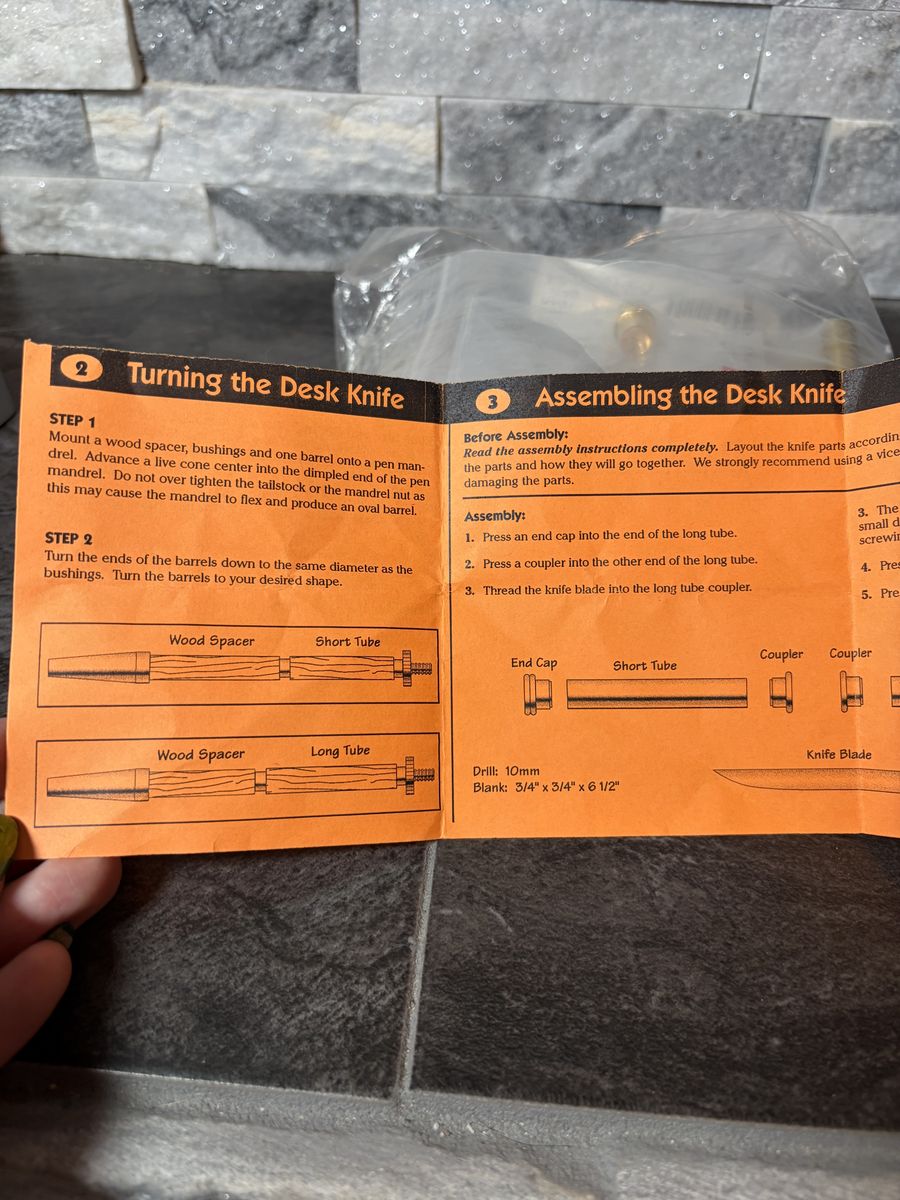 2 Turning the Desk Knife
STEP 1
Mount a wood spacer, bushings and one barrel onto a pen man-
drel. Advance a live cone center into the dimpled end of the pen
mandrel. Do not over tighten the tailstock or the mandrel nut as
this may cause the mandrel to flex and produce an oval barrel.
STEP 2
Turn the ends of the barrels down to the same diameter as the
bushings. Turn the barrels to your desired shape.
Wood Spacer Short Tube
Wood Spacer Long Tube
3 Assembling the Desk Knife
Before Assembly:
Read the assembly instructions completely. Layout the knife parts accordin
the parts and how they will go together. We strongly recommend using a vice
damaging the parts.
Assembly:
1. Press an end cap into the end of the long tube.
2. Press a coupler into the other end of the long tube.
3. Thread the knife blade into the long tube coupler.
3. The
small d
screwin
4. Pres
5. Pre
End Cap Short Tube Coupler Coupler
Knife Blade
Drill: 10mm
Blank: 3/4" x 3/4" x 6 1/2"